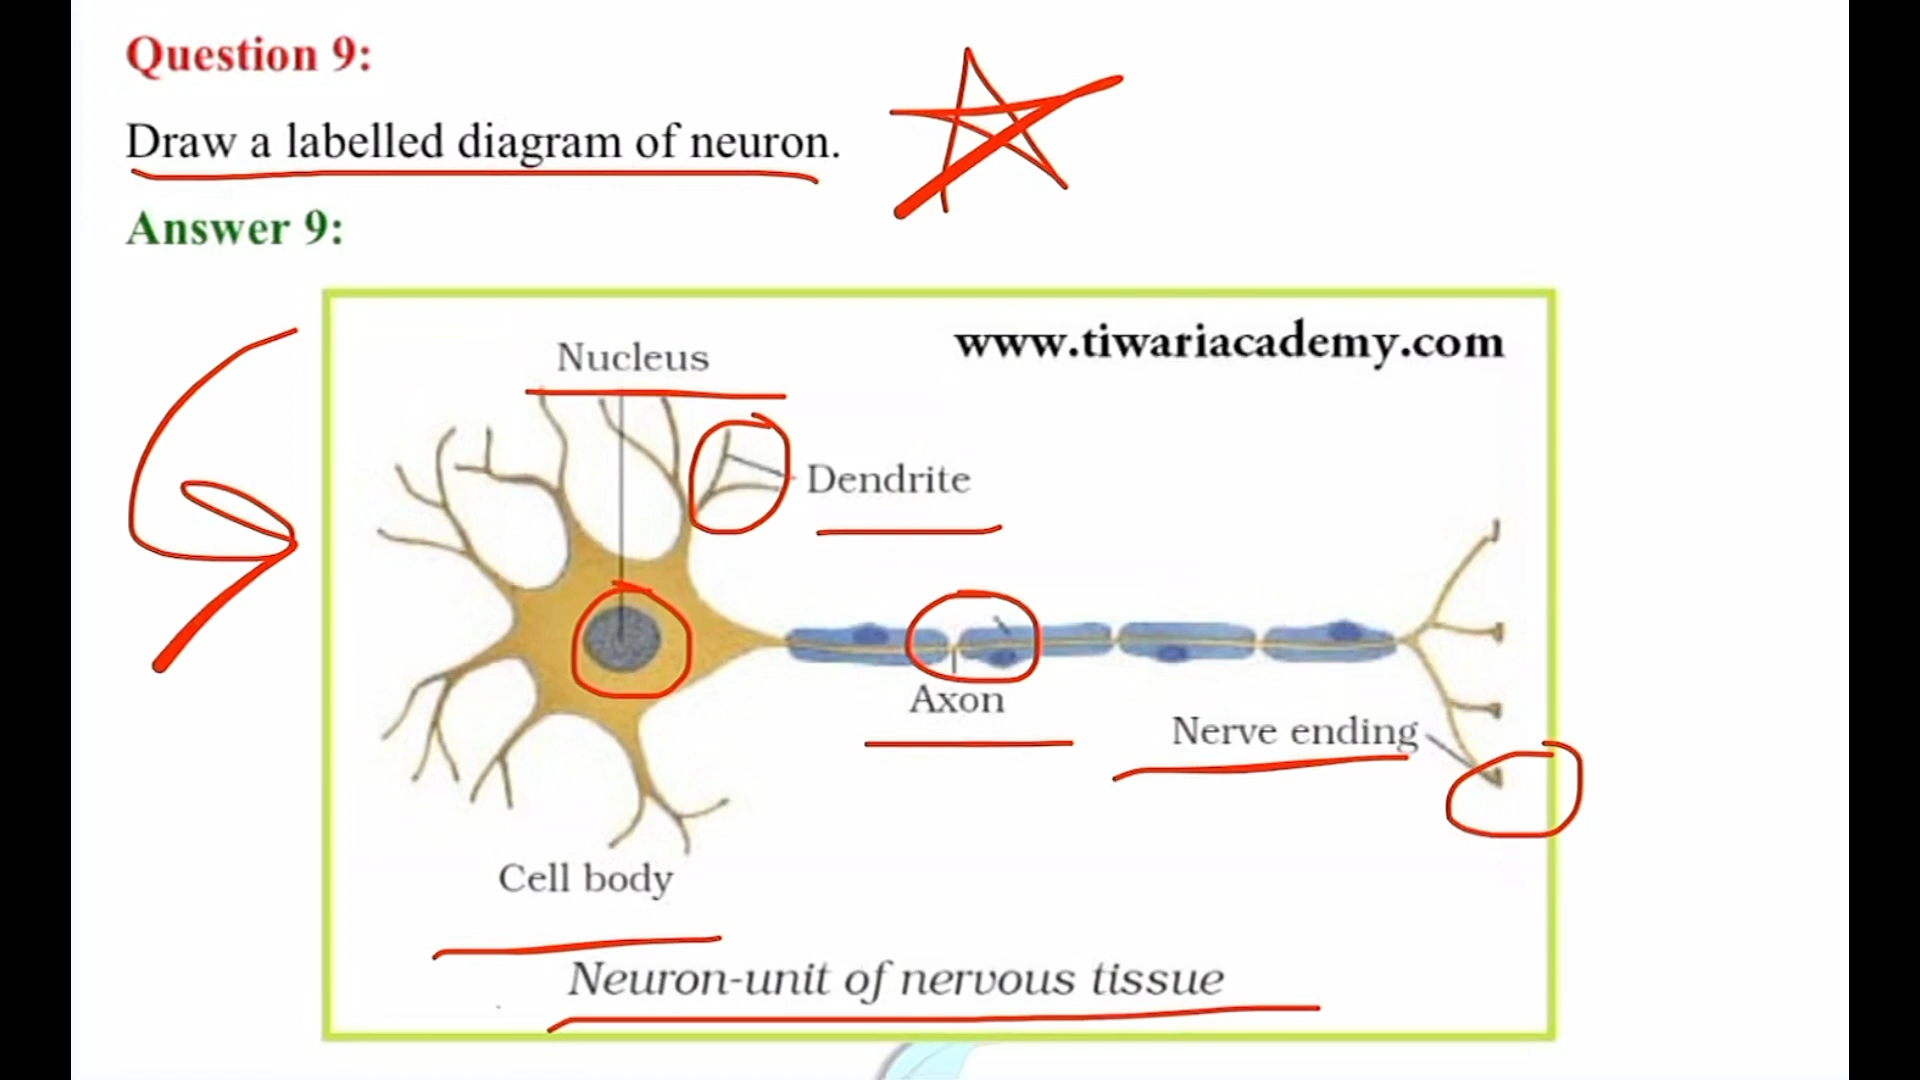 Question 9:
Draw a labelled diagram of neuron.
Answer 9:
www.tiwariacademy.com
Nucleus
Dendrite
Axon
Nerve ending
Cell body
Neuron-unit of nervous tissue